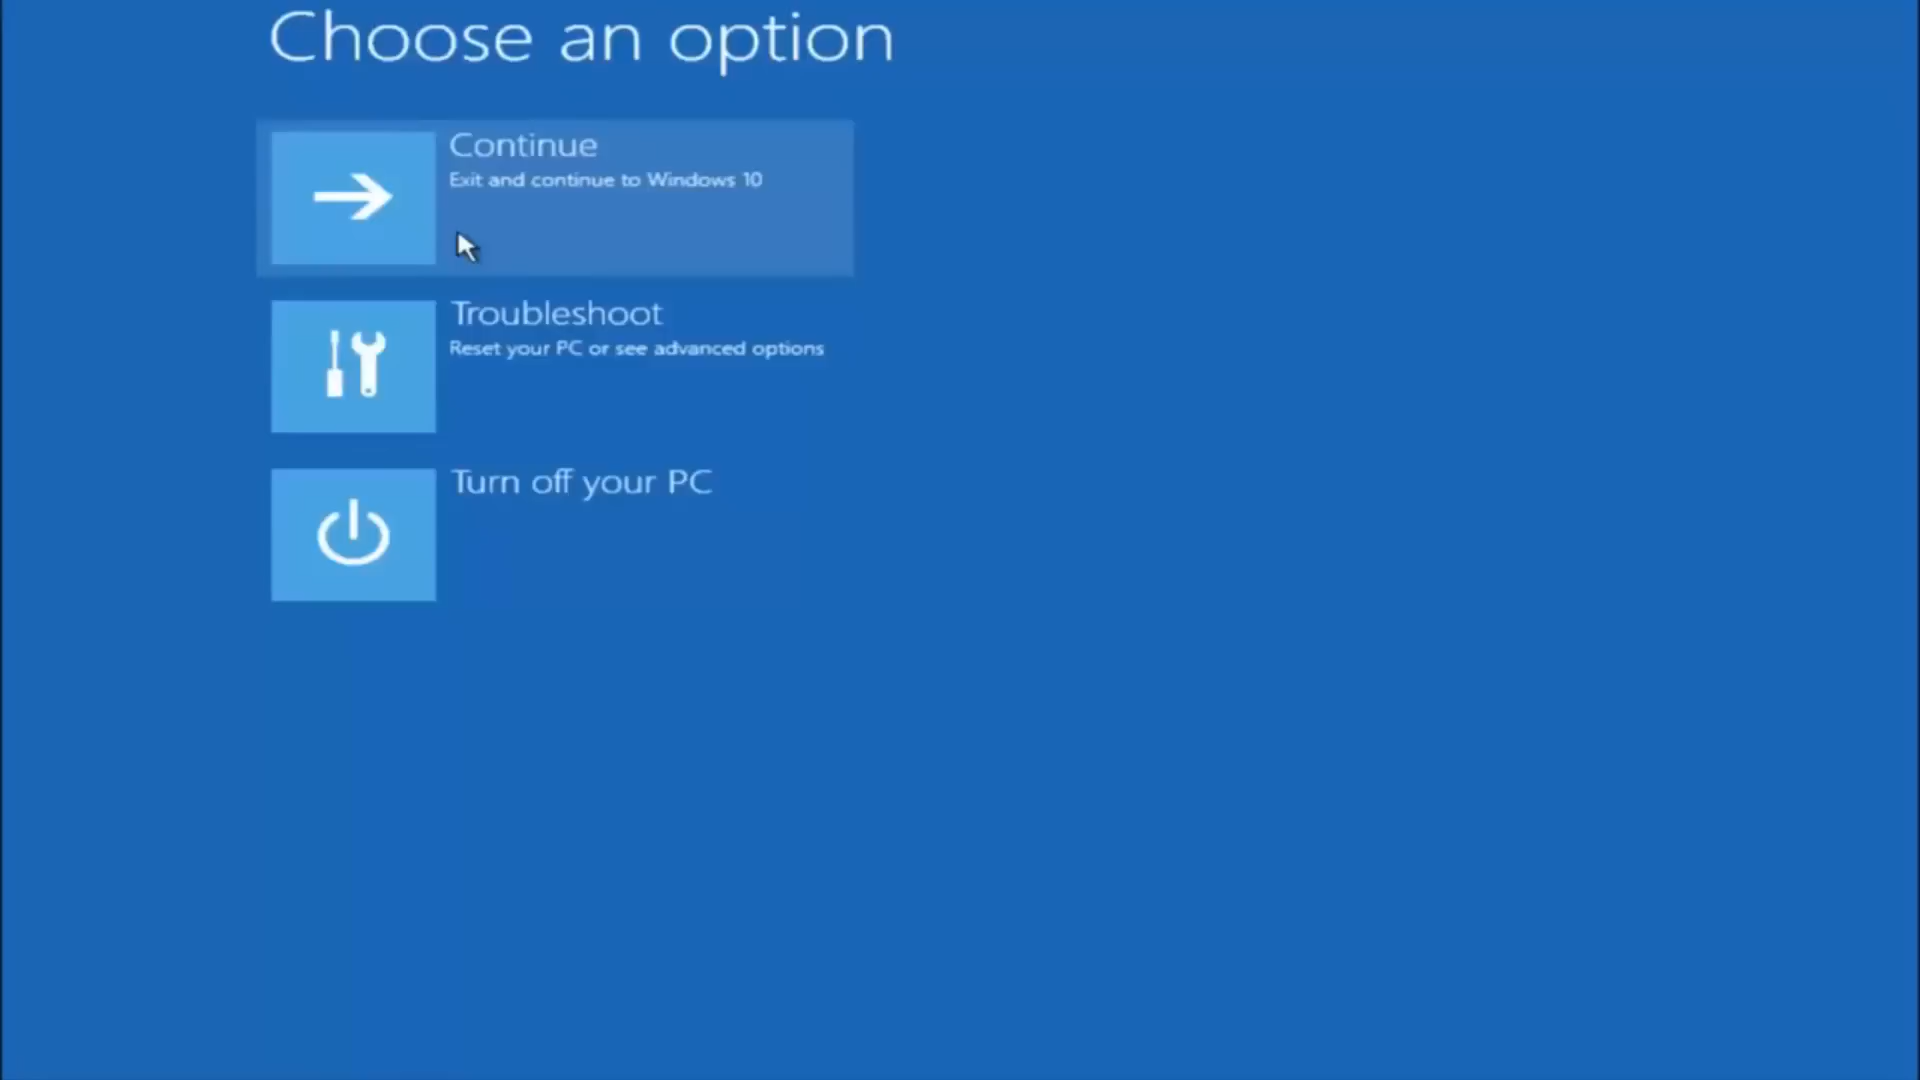 Choose an option
Continue
Exit and continue to Windows 10
Troubleshoot
Reset your PC or see advanced options
Turn off your PC